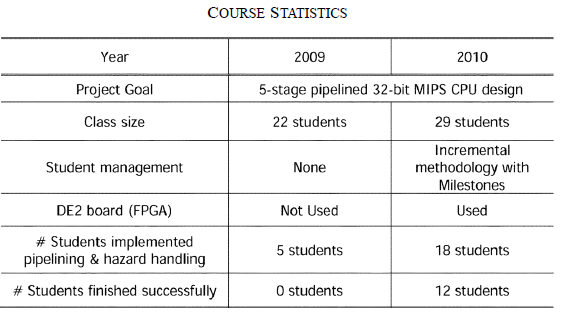 COURSE STATISTICS
Year 2009 2010
Project Goal 5-stage pipelined 32-bit MIPS CPU design
Class size 22 students 29 students
Student management None Incremental methodology with Milestones
DE2 board (FPGA) Not Used Used
# Students implemented pipelining & hazard handling 5 students 18 students
# Students finished successfully 0 students 12 students